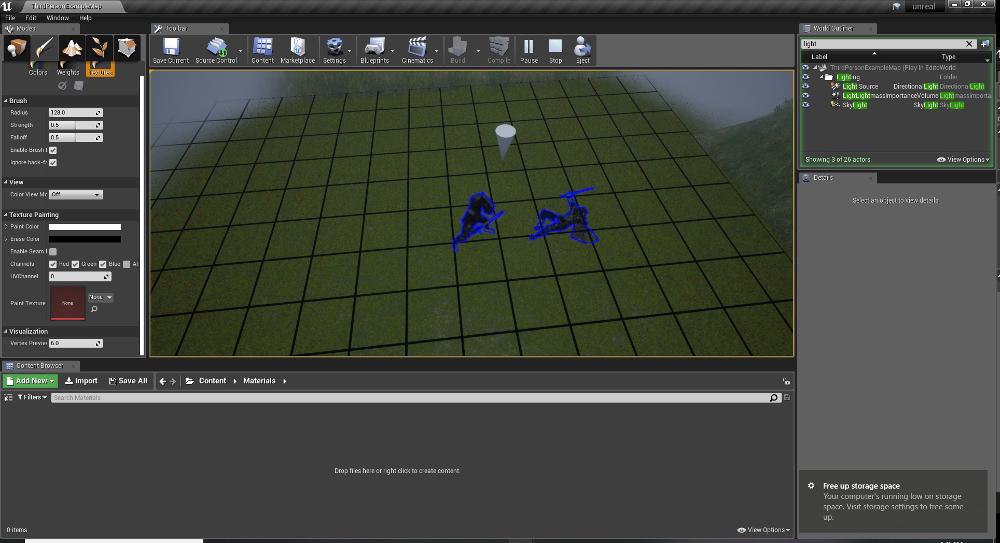 ThirdPersonExampleMap
unreal
File Edit Window Help
Modes
Toolbar
World Outliner
Save Current
Source Control
Content
Marketplace
Settings
Blueprints
Cinematics
Build
Compile
Pause
Stop
Eject
Colors Weights Textures
Brush
Radius 128.0
Strength 0.5
Falloff 0.5
Enable Brush
Ignore back-fa
View
Color View Mo Off
Texture Painting
Paint Color
Erase Color
Enable Seam
Channels Red Green Blue Al
UVChannel 0
Paint Texture None None
Visualization
Vertex Previe 6.0
light
Label Type
ThirdPersonExampleMap (Play In Edito World
Lighting Folder
Light Source DirectionalLight DirectionalLight
LighLightmassImportanceVolume LightmassImporta
SkyLight SkyLight SkyLight
Showing 3 of 26 actors View Options
Details
Select an object to view details.
Content Browser
Add New Import Save All Content Materials
Filters Search Materials
Drop files here or right click to create content.
0 items View Options
Free up storage space
Your computer's running low on storage
space. Visit storage settings to free some
up.